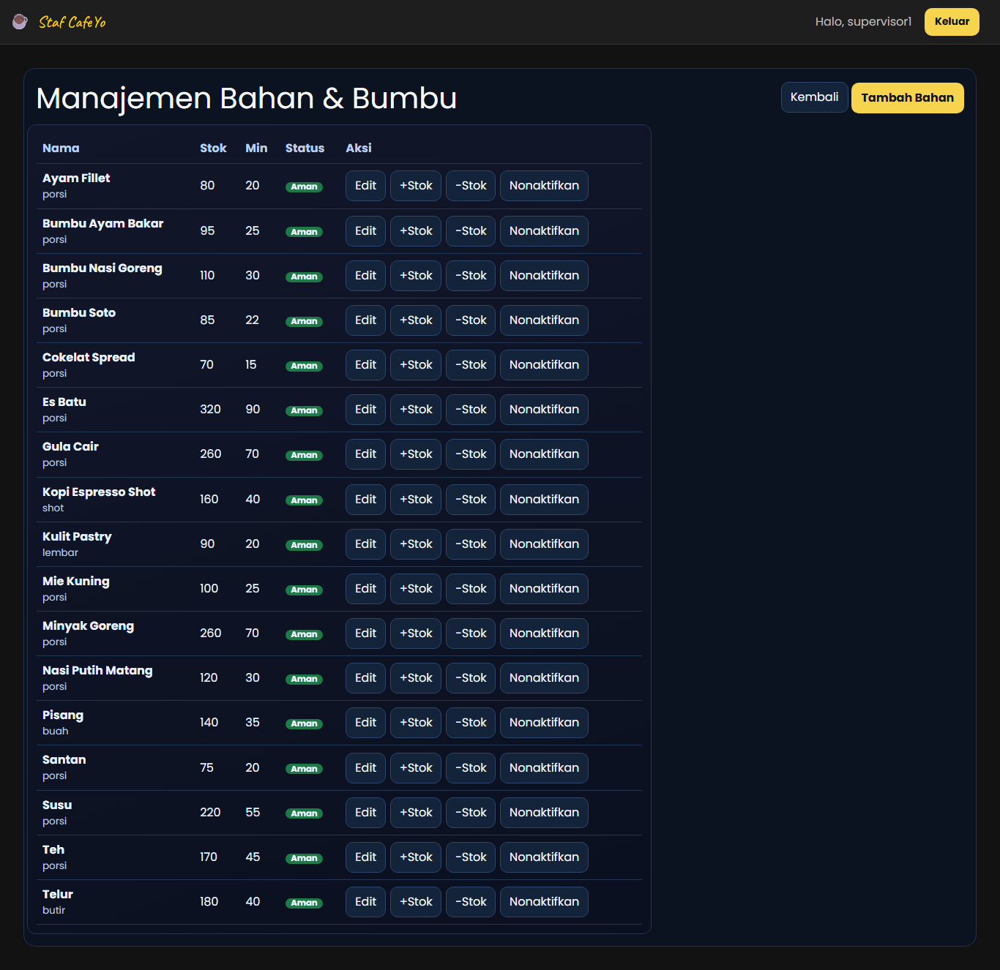 Staf CafeYo
Halo, supervisor1
Keluar
Manajemen Bahan & Bumbu
Kembali
Tambah Bahan
Nama Stok Min Status Aksi
Ayam Fillet
porsi
80 20 Aman Edit +Stok -Stok Nonaktifkan
Bumbu Ayam Bakar
porsi
95 25 Aman Edit +Stok -Stok Nonaktifkan
Bumbu Nasi Goreng
porsi
110 30 Aman Edit +Stok -Stok Nonaktifkan
Bumbu Soto
porsi
85 22 Aman Edit +Stok -Stok Nonaktifkan
Cokelat Spread
porsi
70 15 Aman Edit +Stok -Stok Nonaktifkan
Es Batu
porsi
320 90 Aman Edit +Stok -Stok Nonaktifkan
Gula Cair
porsi
260 70 Aman Edit +Stok -Stok Nonaktifkan
Kopi Espresso Shot
shot
160 40 Aman Edit +Stok -Stok Nonaktifkan
Kulit Pastry
lembar
90 20 Aman Edit +Stok -Stok Nonaktifkan
Mie Kuning
porsi
100 25 Aman Edit +Stok -Stok Nonaktifkan
Minyak Goreng
porsi
260 70 Aman Edit +Stok -Stok Nonaktifkan
Nasi Putih Matang
porsi
120 30 Aman Edit +Stok -Stok Nonaktifkan
Pisang
buah
140 35 Aman Edit +Stok -Stok Nonaktifkan
Santan
porsi
75 20 Aman Edit +Stok -Stok Nonaktifkan
Susu
porsi
220 55 Aman Edit +Stok -Stok Nonaktifkan
Teh
porsi
170 45 Aman Edit +Stok -Stok Nonaktifkan
Telur
butir
180 40 Aman Edit +Stok -Stok Nonaktifkan